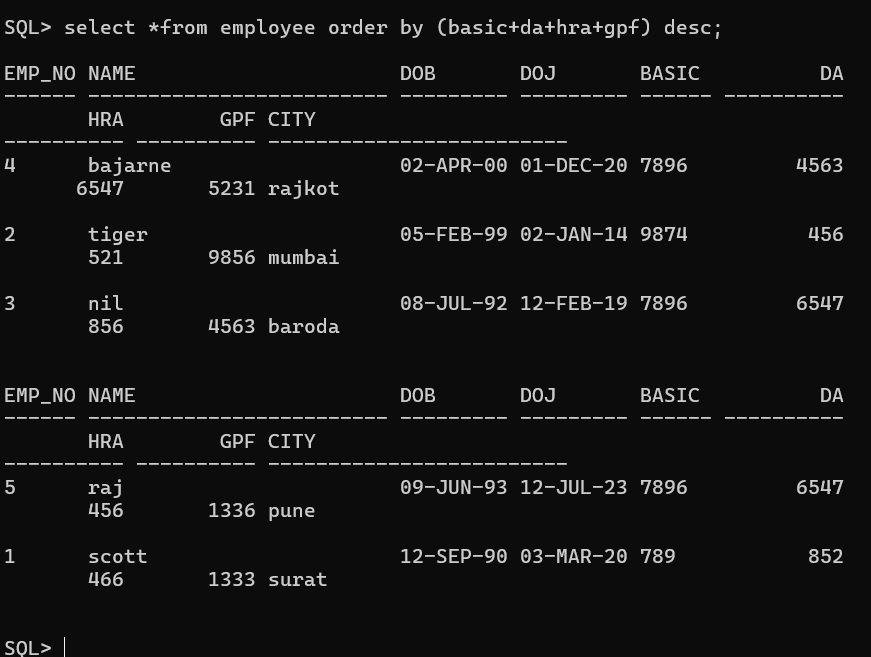 SQL> select *from employee order by (basic+da+hra+gpf) desc;
EMP_NO NAME                      DOB       DOJ       BASIC          DA
------ ------------------------- --------- --------- ------ ----------
       HRA        GPF CITY
---------- ---------- -------------------------
4      bajarne                   02-APR-00 01-DEC-20 7896         4563
      6547       5231 rajkot
2      tiger                     05-FEB-99 02-JAN-14 9874          456
       521       9856 mumbai
3      nil                       08-JUL-92 12-FEB-19 7896         6547
       856       4563 baroda
EMP_NO NAME                      DOB       DOJ       BASIC          DA
------ ------------------------- --------- --------- ------ ----------
       HRA        GPF CITY
---------- ---------- -------------------------
5      raj                       09-JUN-93 12-JUL-23 7896         6547
       456       1336 pune
1      scott                     12-SEP-90 03-MAR-20 789           852
       466       1333 surat
SQL>